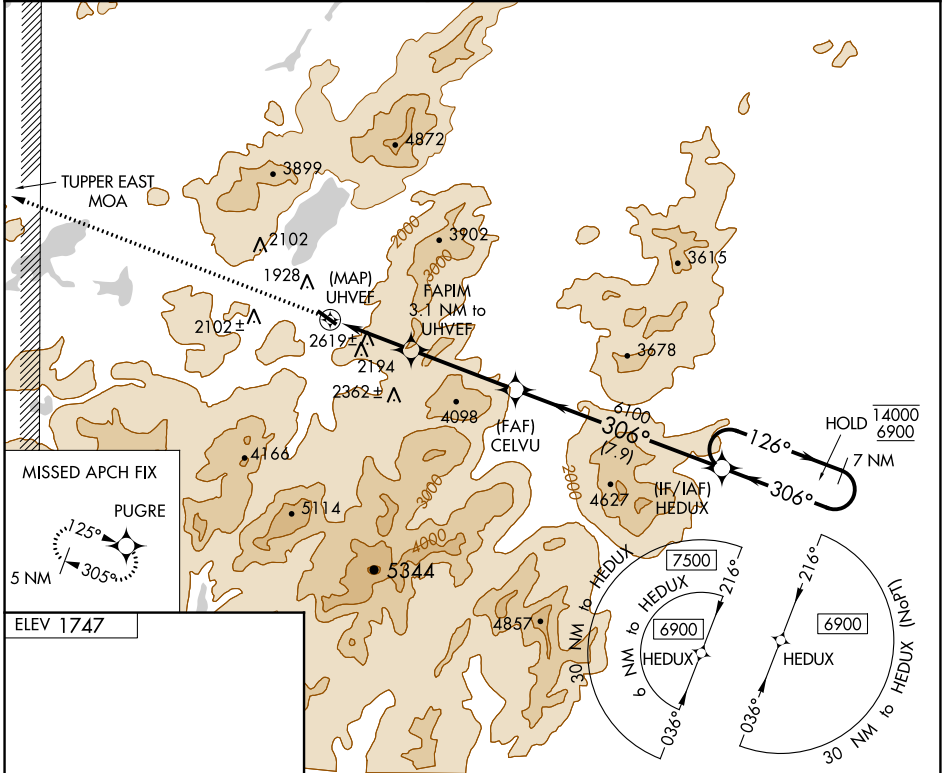 4872
3899
TUPPER EAST
MOA
3615
2000
3902
2102
3000
1928
(MAP)
UHVEF
FAPIM
3.1 NM to
UHVEF
2102±
2619±
2194
3678
2362±
4098
(FAF)
CELVU
6100
306°
(7.9)
126°
HOLD
14000
6900
7 NM
306°
4166
2000
(IF/IAF)
HEDUX
4627
3000
MISSED APCH FIX
PUGRE
125°
305°
5 NM
5114
4000
5344
4857
30 NM to HEDUX
7500
216°
6 NM to HEDUX
6900
HEDUX
036°
216°
6900
HEDUX
036°
30 NM to HEDUX (NoPT)
ELEV 1747